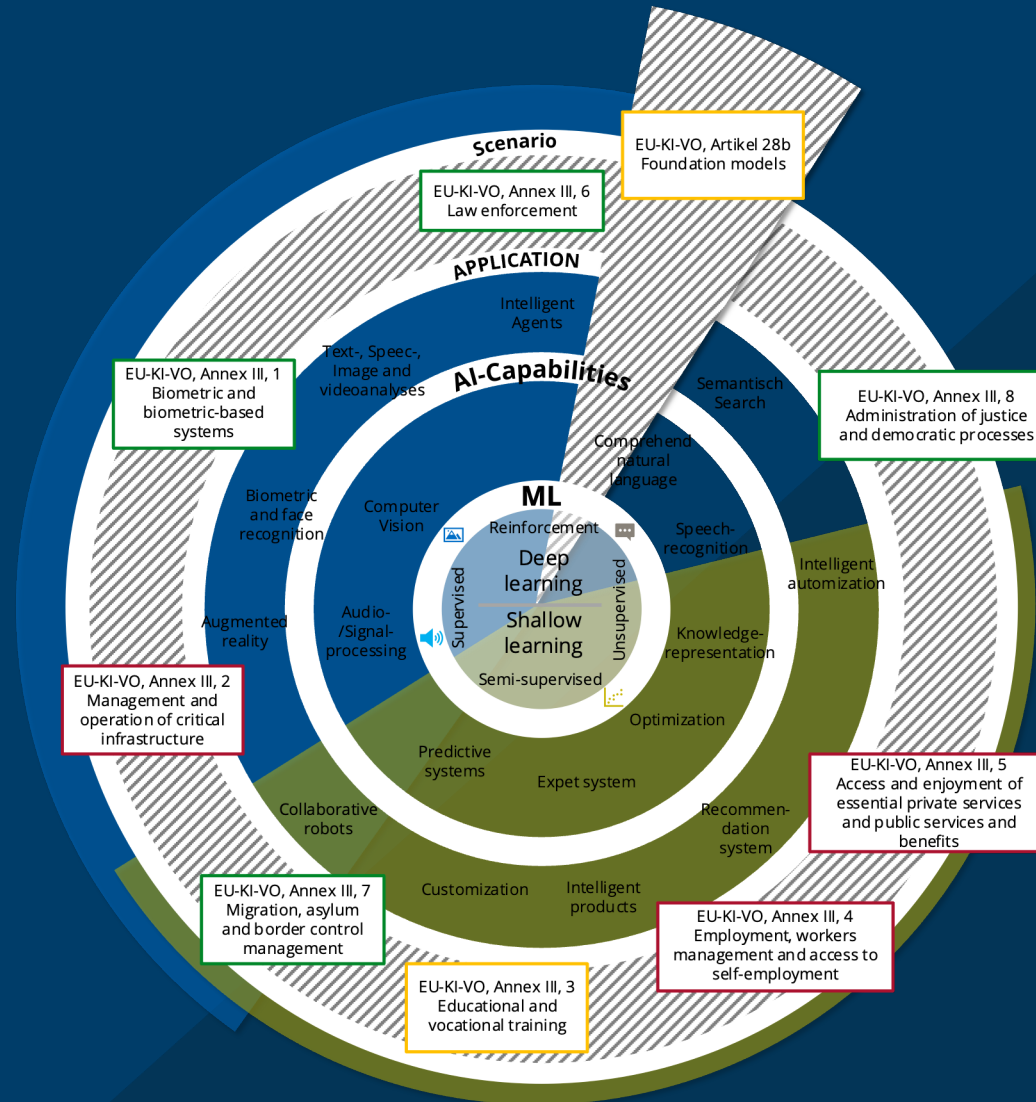 Scenario
EU-KI-VO, Artikel 28b
Foundation models
EU-KI-VO, Annex III, 6
Law enforcement
APPLICATION
Intelligent
Agents
Text-, Speec-,
Image and
videoanalyses
AI-Capabilities
Semantisch
Search
EU-KI-VO, Annex III, 1
Biometric and
biometric-based
systems
EU-KI-VO, Annex III, 8
Administration of justice
and democratic processes
Comprehend
natural
language
Biometric
and face
recognition
Computer
Vision
ML
Reinforcement
Deep
learning
Supervised
Unsupervised
Shallow
learning
Semi-supervised
Speech-
recognition
Intelligent
automization
Augmented
reality
Audio-
/Signal-
processing
Knowledge-
representation
EU-KI-VO, Annex III, 2
Management and
operation of critical
infrastructure
Optimization
Predictive
systems
Expet system
EU-KI-VO, Annex III, 5
Access and enjoyment of
essential private services
and public services and
benefits
Collaborative
robots
Recommen-
dation
system
EU-KI-VO, Annex III, 7
Migration, asylum
and border control
management
Customization
Intelligent
products
EU-KI-VO, Annex III, 4
Employment, workers
management and access to
self-employment
EU-KI-VO, Annex III, 3
Educational and
vocational training